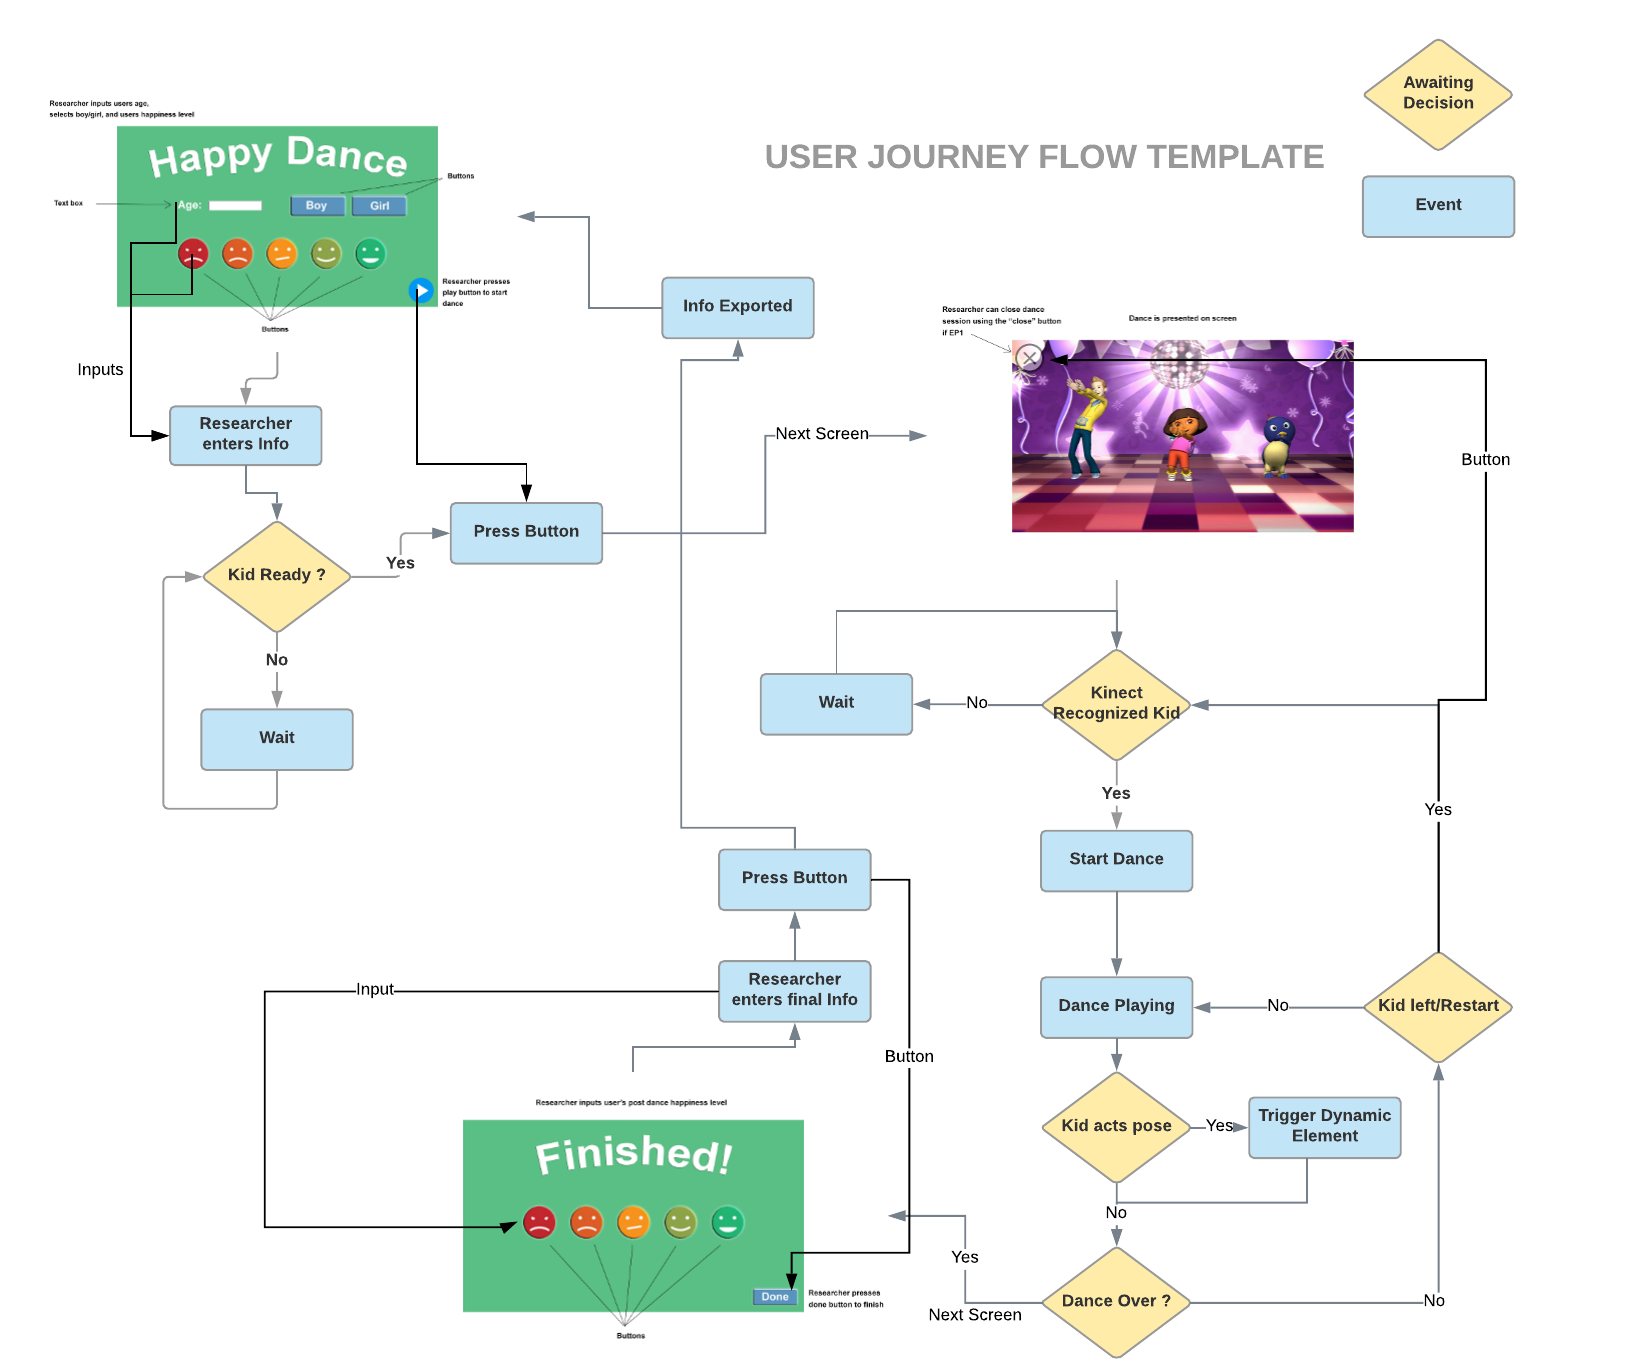 Awaiting
Decision
Event
USER JOURNEY FLOW TEMPLATE
Researcher inputs users age,
selects boy/girl, and users happiness level
Happy Dance
Buttons
Text box
Age:
Boy
Girl
Researcher presses
play button to start
dance
Buttons
Inputs
Researcher
enters Info
Kid Ready ?
Yes
No
Wait
Press Button
Next Screen
Info Exported
Researcher can close dance
session using the "close" button
if EP1
Dance is presented on screen
Button
Kinect
Recognized Kid
No
Wait
Yes
Start Dance
Yes
Dance Playing
No
Kid left/Restart
Kid acts pose
Yes
Trigger Dynamic
Element
No
Dance Over ?
No
Yes
Next Screen
Press Button
Researcher
enters final Info
Input
Button
Researcher inputs user's post dance happiness level
Finished!
Done
Researcher presses
done button to finish
Buttons